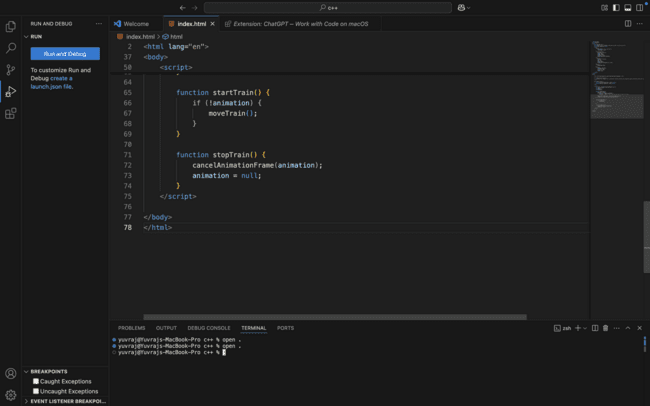 c++
RUN AND DEBUG
RUN
Run and Debug
To customize Run and
Debug create a
launch.json file.
Welcome
index.html
Extension: ChatGPT – Work with Code on macOS
index.html > html
2 <html lang="en">
37 <body>
50 <script>
64
65 function startTrain() {
66 if (!animation) {
67 moveTrain();
68 }
69 }
70
71 function stopTrain() {
72 cancelAnimationFrame(animation);
73 animation = null;
74 }
75 </script>
76
77 </body>
78 </html>
PROBLEMS OUTPUT DEBUG CONSOLE TERMINAL PORTS
zsh
yuvraj@Yuvrajs-MacBook-Pro c++ % open .
yuvraj@Yuvrajs-MacBook-Pro c++ % open .
yuvraj@Yuvrajs-MacBook-Pro c++ %
BREAKPOINTS
Caught Exceptions
Uncaught Exceptions
EVENT LISTENER BREAKPOI...